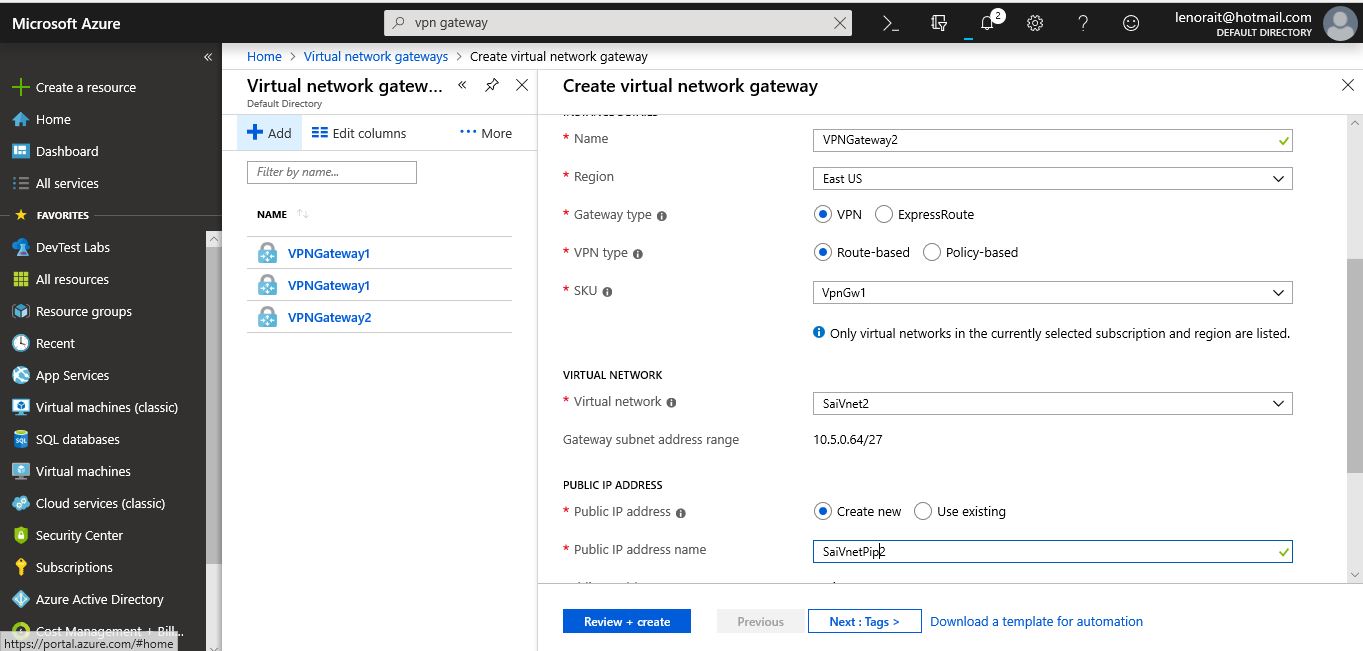 Microsoft Azure
vpn gateway
2
lenorait@hotmail.com
DEFAULT DIRECTORY
Create a resource
Home
Dashboard
All services
FAVORITES
DevTest Labs
All resources
Resource groups
Recent
App Services
Virtual machines (classic)
SQL databases
Virtual machines
Cloud services (classic)
Security Center
Subscriptions
Azure Active Directory
Cost Management + Bill...
https://portal.azure.com/#home
Home > Virtual network gateways > Create virtual network gateway
Virtual network gatew...
Default Directory
Add Edit columns ... More
Filter by name...
NAME
VPNGateway1
VPNGateway1
VPNGateway2
Create virtual network gateway
INSTANCE DETAILS
* Name VPNGateway2
* Region East US
* Gateway type VPN ExpressRoute
* VPN type Route-based Policy-based
* SKU VpnGw1
Only virtual networks in the currently selected subscription and region are listed.
VIRTUAL NETWORK
* Virtual network SaiVnet2
Gateway subnet address range 10.5.0.64/27
PUBLIC IP ADDRESS
* Public IP address Create new Use existing
* Public IP address name SaiVnetPip2
Review + create Previous Next : Tags > Download a template for automation